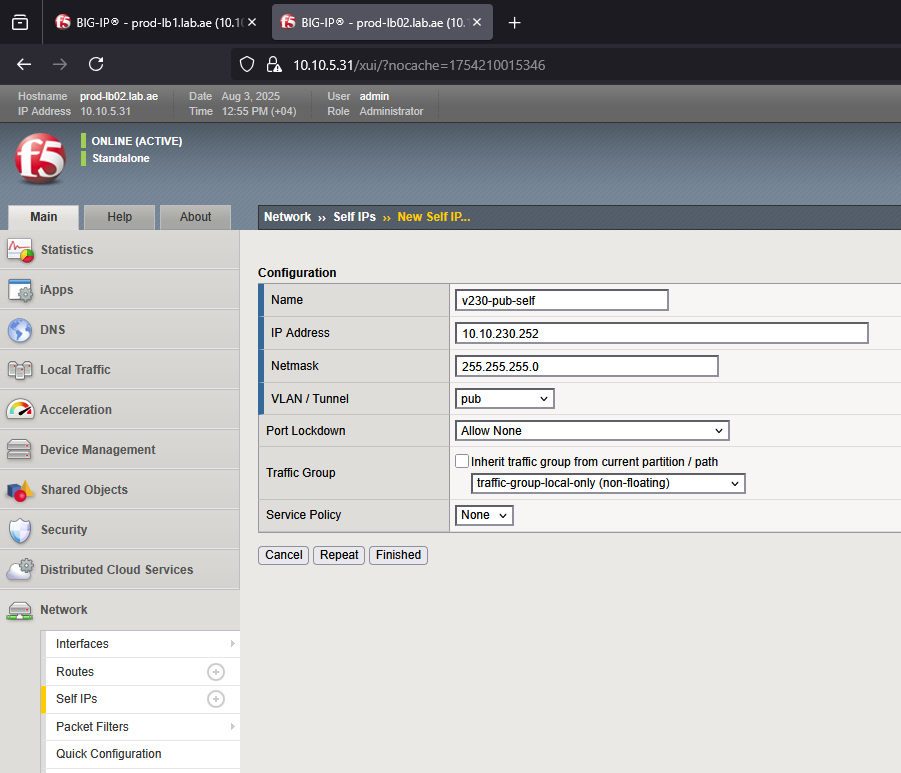 BIG-IP® - prod-lb1.lab.ae (10.10
BIG-IP® - prod-lb02.lab.ae (10.
10.10.5.31/xui/?nocache=1754210015346
Hostname prod-lb02.lab.ae Date Aug 3, 2025 User admin
IP Address 10.10.5.31 Time 12:55 PM (+04) Role Administrator
f5
ONLINE (ACTIVE)
Standalone
Main Help About
Network ›› Self IPs ›› New Self IP...
Statistics
iApps
DNS
Local Traffic
Acceleration
Device Management
Shared Objects
Security
Distributed Cloud Services
Network
Interfaces
Routes
Self IPs
Packet Filters
Quick Configuration
Configuration
Name v230-pub-self
IP Address 10.10.230.252
Netmask 255.255.255.0
VLAN / Tunnel pub
Port Lockdown Allow None
Traffic Group Inherit traffic group from current partition / path
traffic-group-local-only (non-floating)
Service Policy None
Cancel Repeat Finished